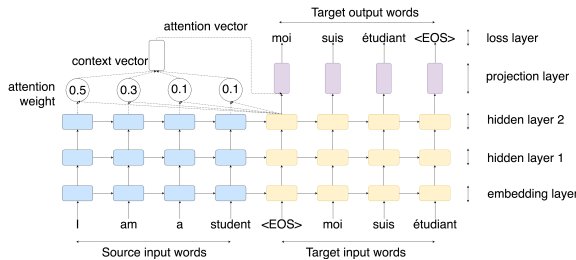 Target output words
attention vector
moi suis étudiant <EOS> loss layer
context vector
projection layer
attention weight
0.5 0.3 0.1 0.1
hidden layer 2
hidden layer 1
embedding layer
I am a student <EOS> moi suis étudiant
Source input words Target input words